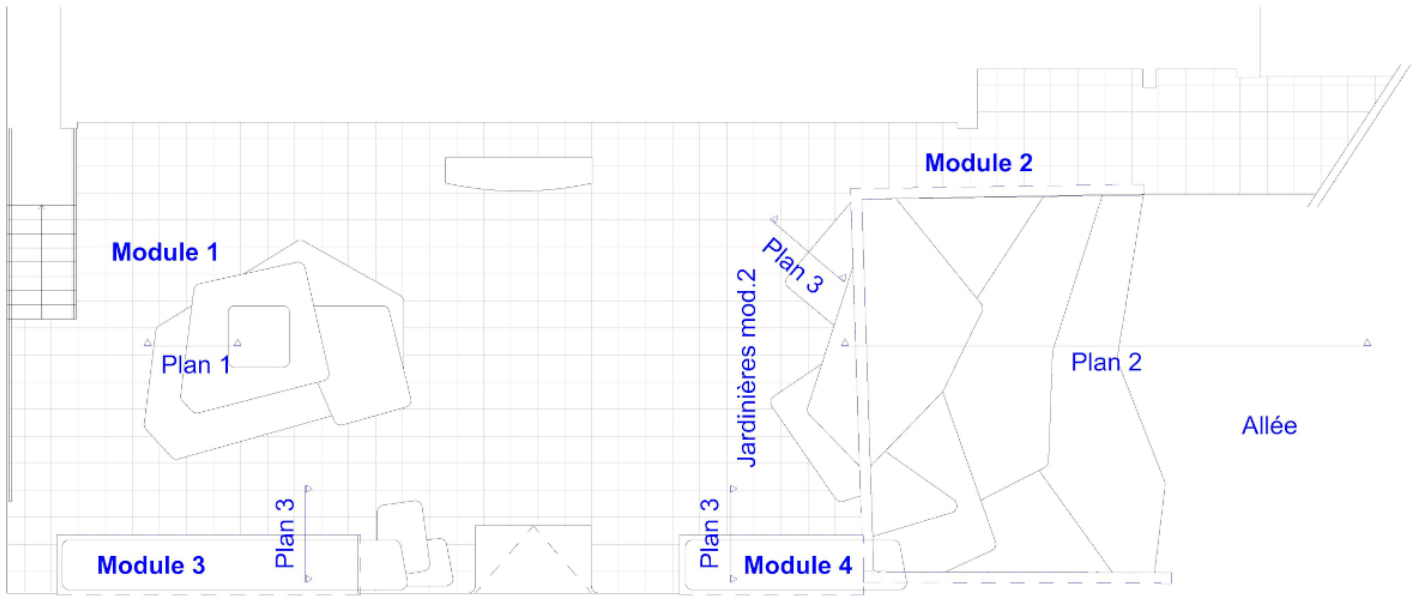 Module 2
Module 1
Plan 3
Jardinières mod.2
Plan 1
Plan 2
Allée
Plan 3
Plan 3
Module 3
Module 4